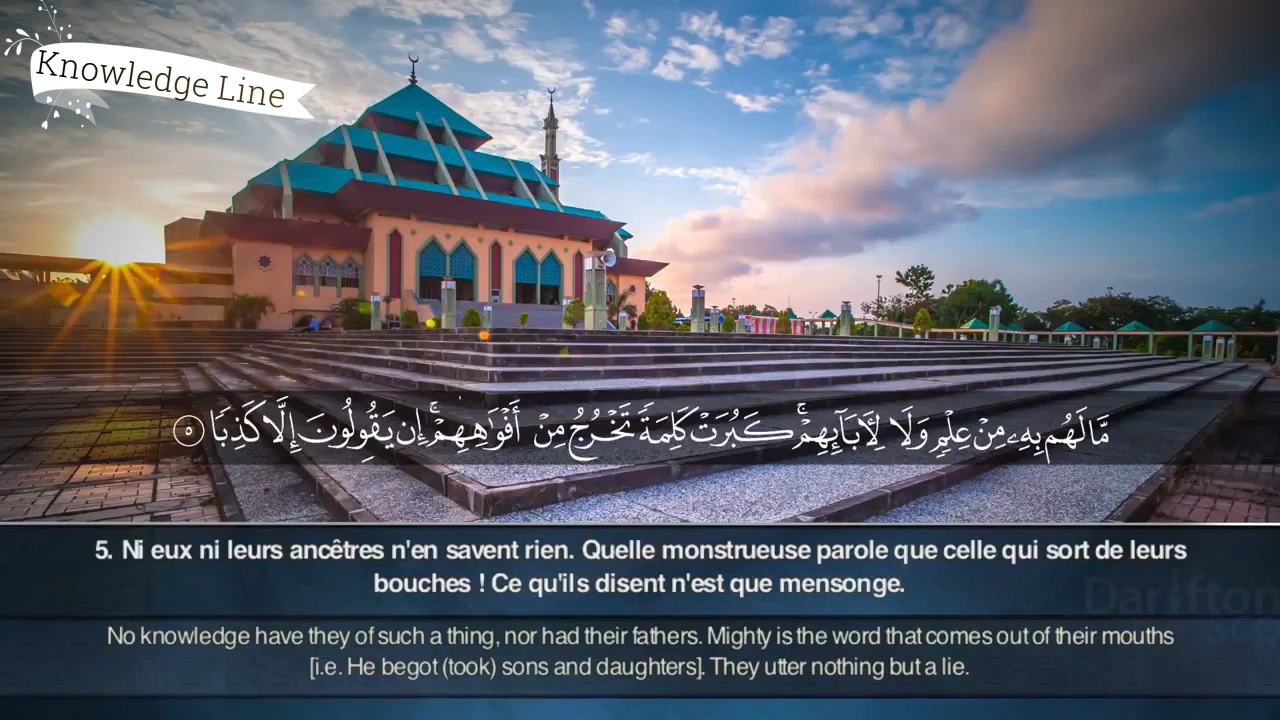 Knowledge Line
مَّا لَهُم بِهِۦ مِنْ عِلْمٍ وَلَا لِأَبَآئِهِمْ ۚ كَبُرَتْ كَلِمَةً تَخْرُجُ مِنْ أَفْوَٰهِهِمْ ۚ إِن يَقُولُونَ إِلَّا كَذِبًا ٥
5. Ni eux ni leurs ancêtres n'en savent rien. Quelle monstrueuse parole que celle qui sort de leurs
bouches ! Ce qu'ils disent n'est que mensonge.
No knowledge have they of such a thing, nor had their fathers. Mighty is the word that comes out of their mouths
[i.e. He begot (took) sons and daughters]. They utter nothing but a lie.